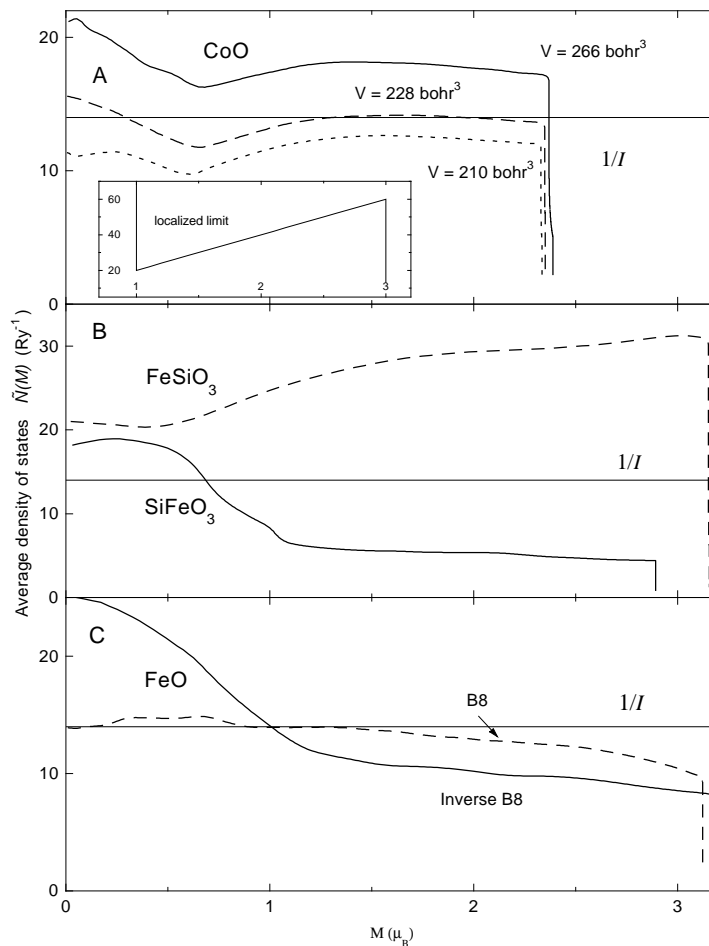 20
CoO
V = 266 bohr³
A
V = 228 bohr³
1/I
10
V = 210 bohr³
60
localized limit
40
20
1 2 3
0
B
30
FeSiO₃
20
1/I
SiFeO₃
10
0
C
FeO
20
1/I
B8
10
Inverse B8
0
0 1 2 3
M (μ_B)
Average density of states Ñ(M) (Ry⁻¹)